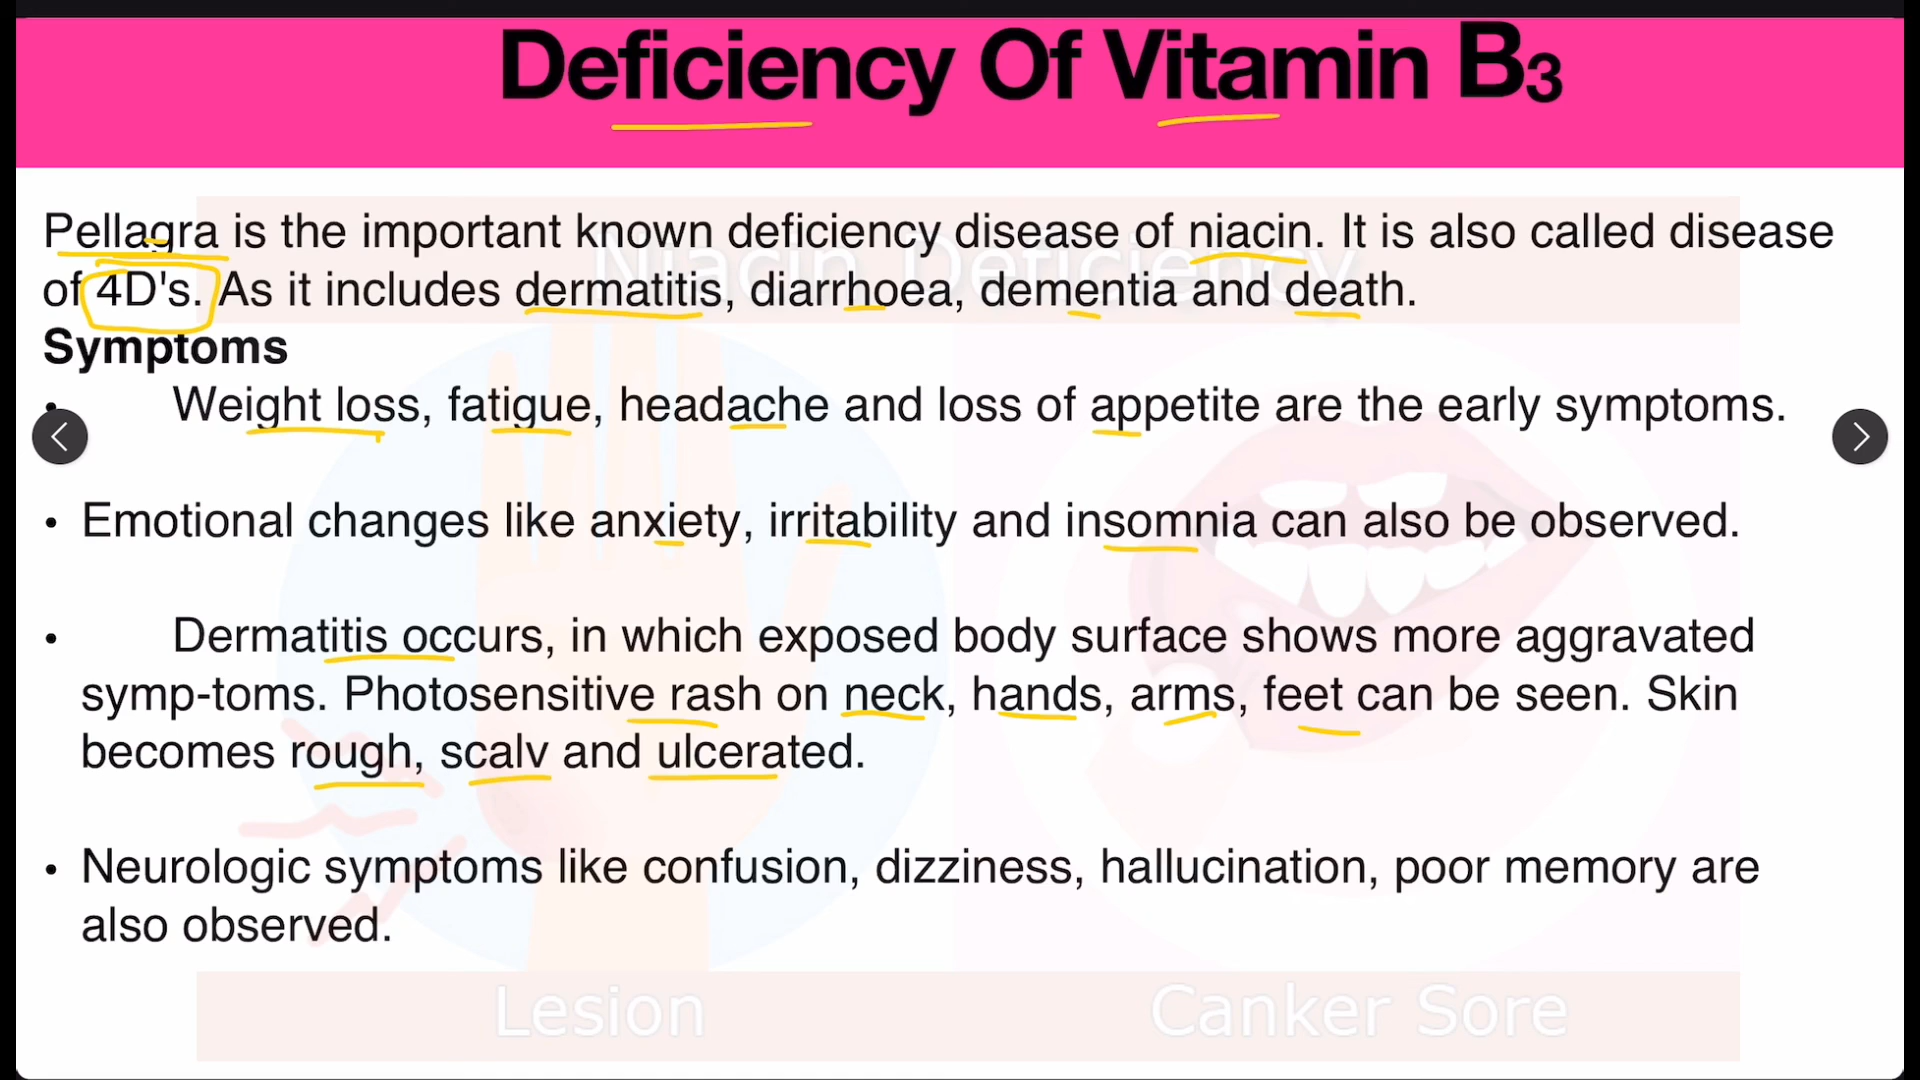 Deficiency Of Vitamin B3
Pellagra is the important known deficiency disease of niacin. It is also called disease
of 4D's. As it includes dermatitis, diarrhoea, dementia and death.
Symptoms
• Weight loss, fatigue, headache and loss of appetite are the early symptoms.
• Emotional changes like anxiety, irritability and insomnia can also be observed.
• Dermatitis occurs, in which exposed body surface shows more aggravated
symp-toms. Photosensitive rash on neck, hands, arms, feet can be seen. Skin
becomes rough, scalv and ulcerated.
• Neurologic symptoms like confusion, dizziness, hallucination, poor memory are
also observed.
Niacin Deficiency
Lesion
Canker Sore